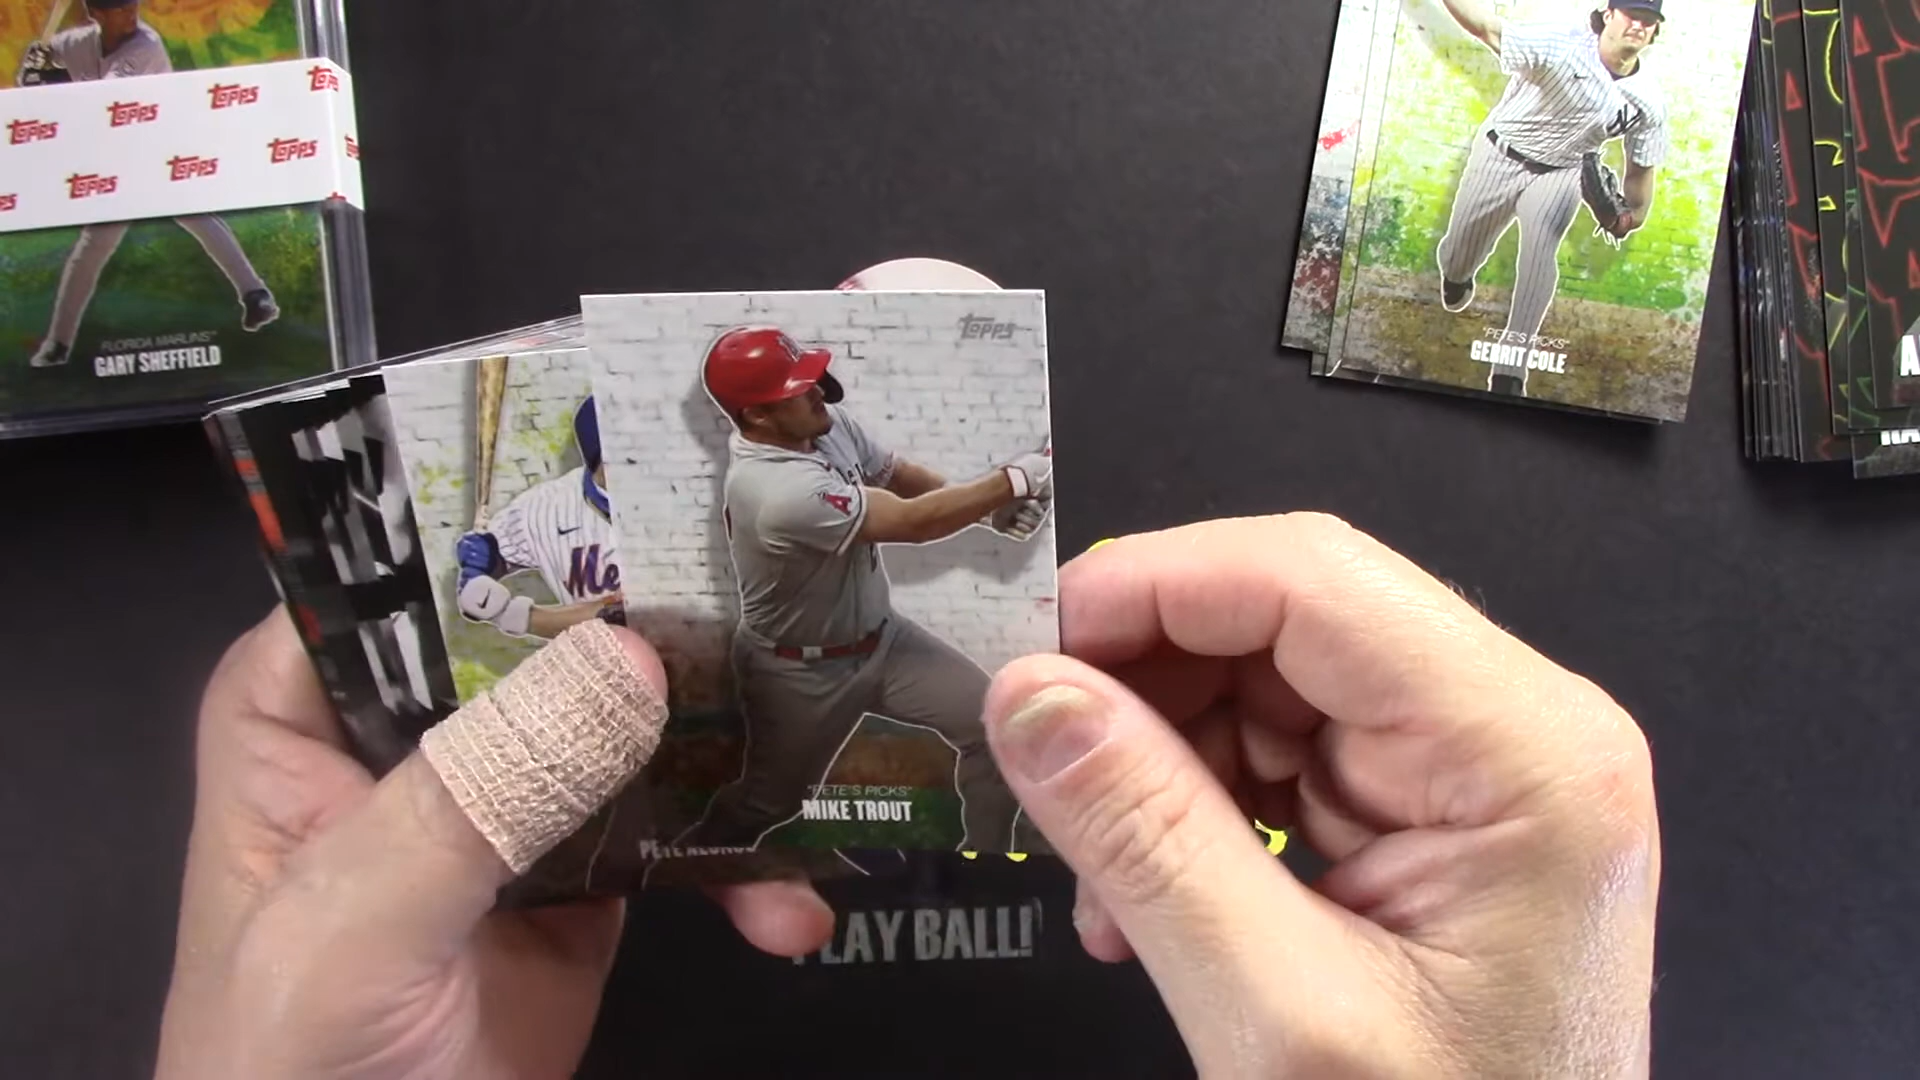 Topps
Topps
Topps
Topps
Topps
Topps
FLORIDA MARLINS
GARY SHEFFIELD
"PETE'S PICKS"
GERRIT COLE
Topps
Me
A
"PETE'S PICKS"
MIKE TROUT
PETE ALONSO
PLAY BALL!